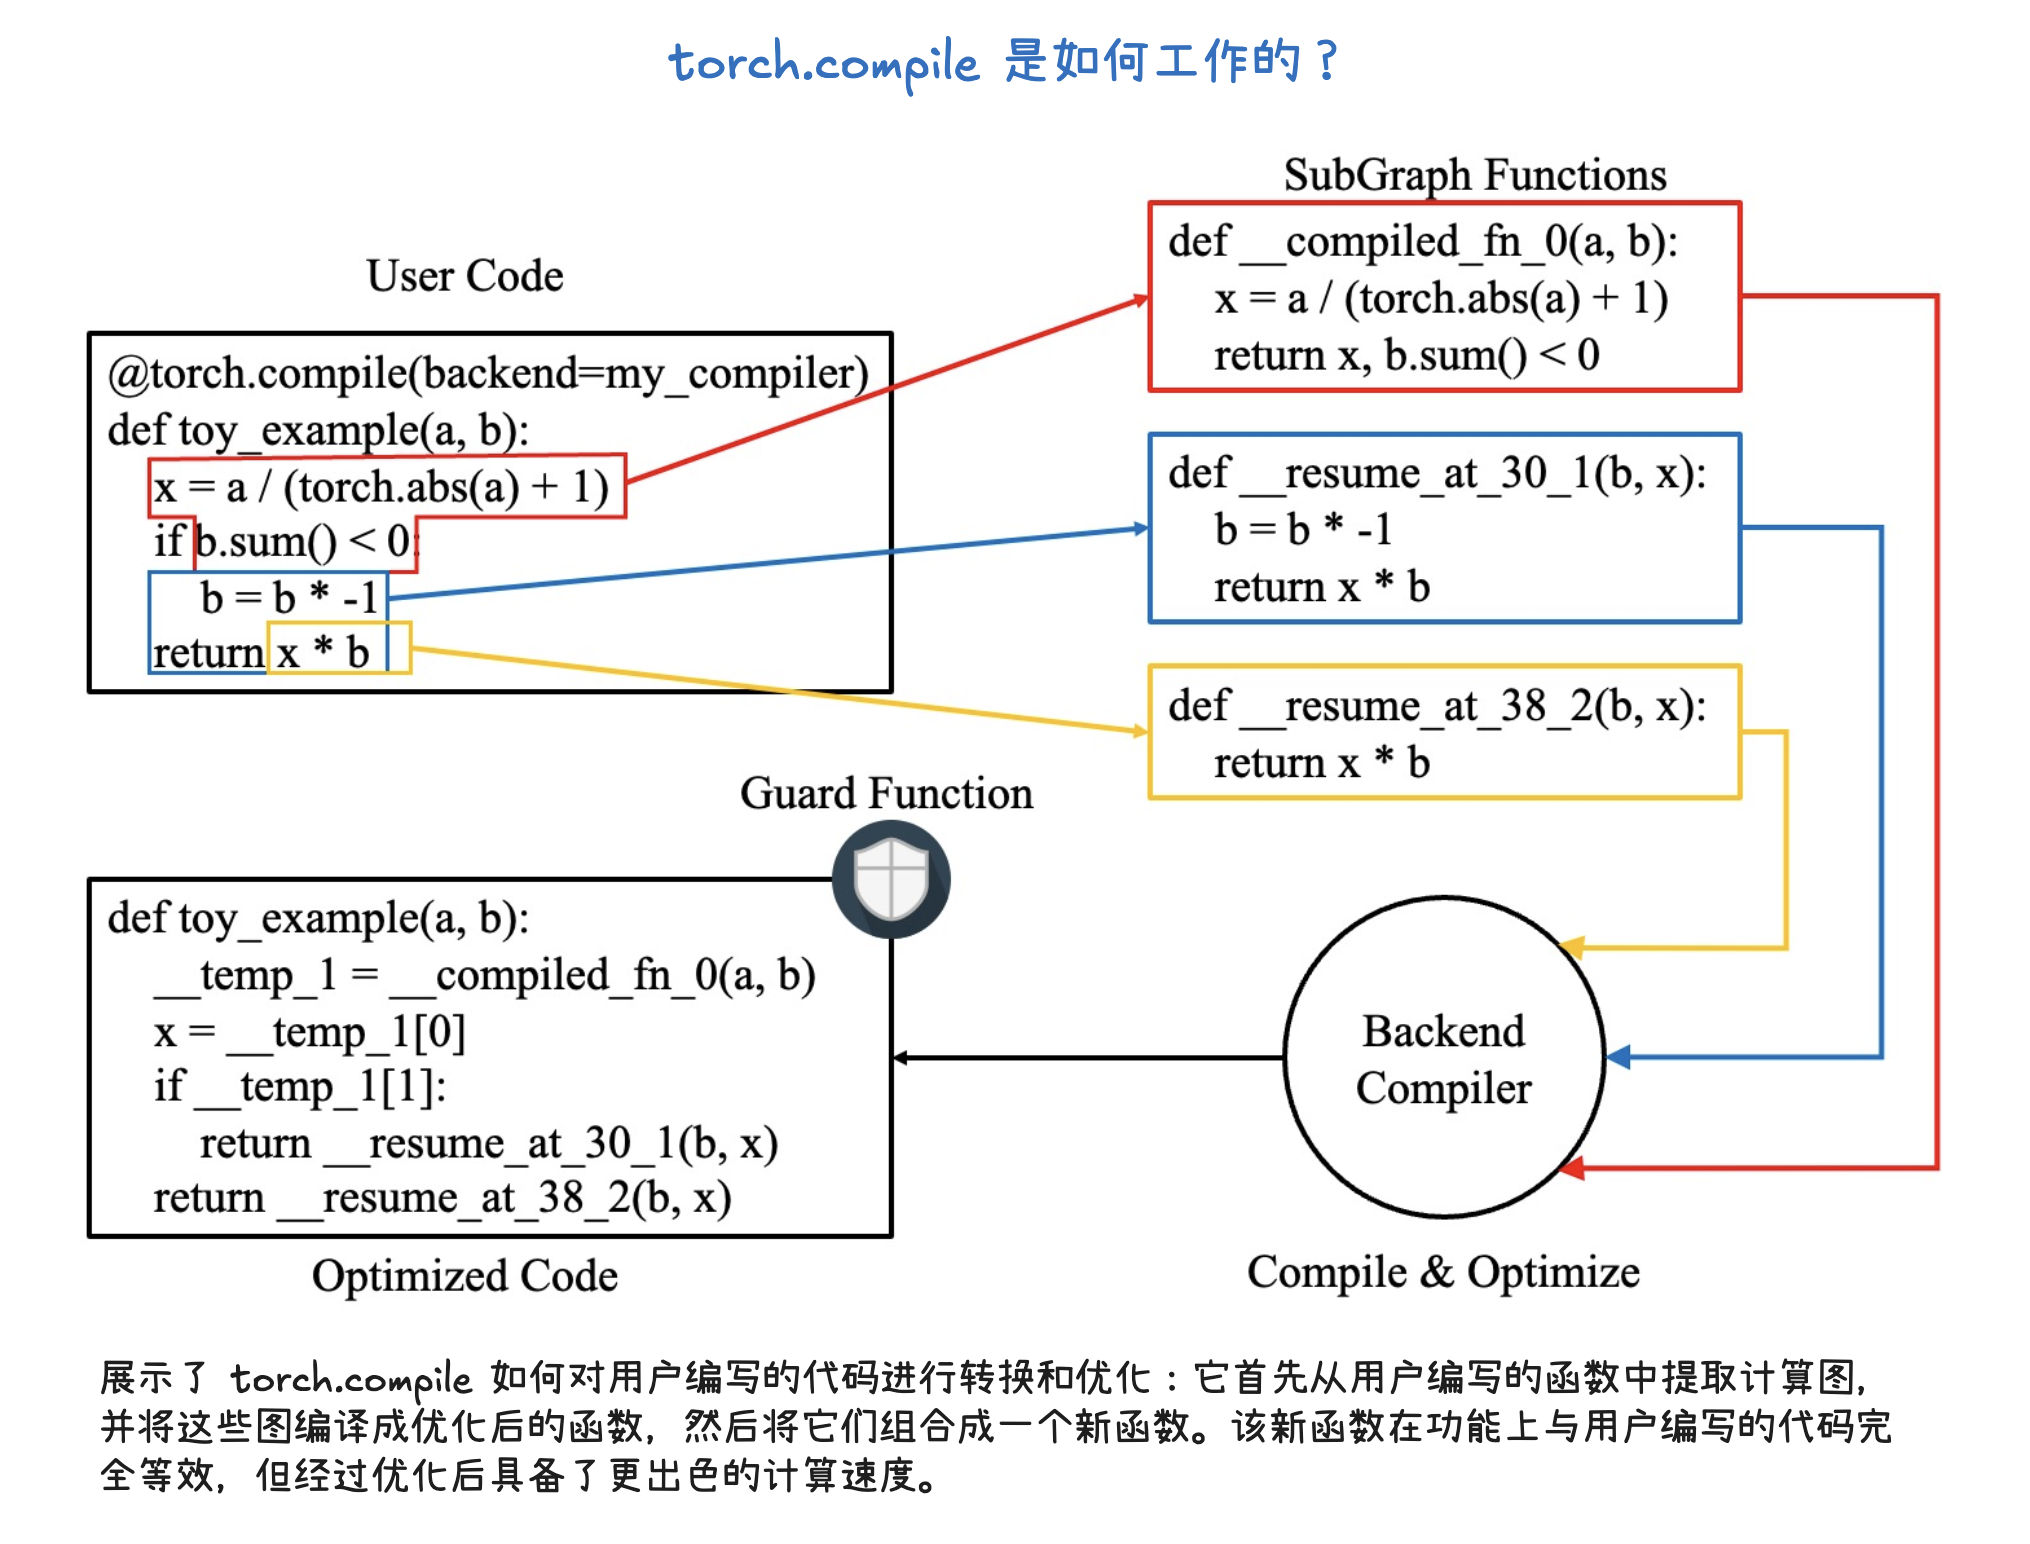 torch.compile 是如何工作的？
User Code
@torch.compile(backend=my_compiler)
def toy_example(a, b):
x = a / (torch.abs(a) + 1)
if b.sum() < 0:
b = b * -1
return x * b
SubGraph Functions
def __compiled_fn_0(a, b):
x = a / (torch.abs(a) + 1)
return x, b.sum() < 0
def __resume_at_30_1(b, x):
b = b * -1
return x * b
def __resume_at_38_2(b, x):
return x * b
Guard Function
def toy_example(a, b):
__temp_1 = __compiled_fn_0(a, b)
x = __temp_1[0]
if __temp_1[1]:
return __resume_at_30_1(b, x)
return __resume_at_38_2(b, x)
Optimized Code
Backend
Compiler
Compile & Optimize
展示了 torch.compile 如何对用户编写的代码进行转换和优化：它首先从用户编写的函数中提取计算图，
并将这些图编译成优化后的函数，然后将它们组合成一个新函数。该新函数在功能上与用户编写的代码完
全等效，但经过优化后具备了更出色的计算速度。